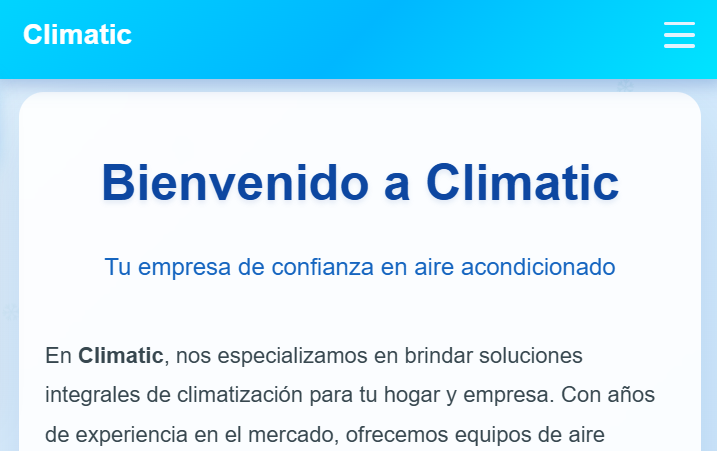 Climatic
Bienvenido a Climatic
Tu empresa de confianza en aire acondicionado
En Climatic, nos especializamos en brindar soluciones
integrales de climatización para tu hogar y empresa. Con años
de experiencia en el mercado, ofrecemos equipos de aire